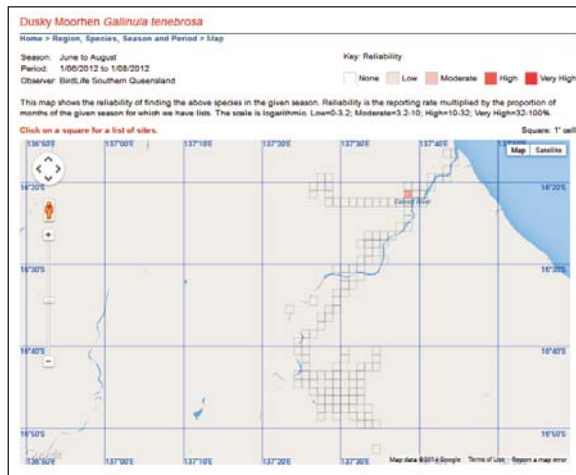 Dusky Moorhen Gallinula tenebrosa
Home > Region, Species, Season and Period > Map
Season: June to August
Period: 1/06/2012 to 1/08/2012
Observer: BirdLife Southern Queensland
Key: Reliability
None Low Moderate High Very High
This map shows the reliability of finding the above species in the given season. Reliability is the reporting rate multiplied by the proportion of
months of the given season for which we have lists. The scale is logarithmic. Low=0-3.2; Moderate=3.2-10; High=10-32; Very High=32-100%.
Click on a square for a list of sites.
Square: 1' cell
136°50'E 137°00'E 137°10'E 137°20'E 137°30'E 137°40'E
Map Satellite
16°20'S 16°20'S
Calvert River
16°30'S 16°30'S
16°40'S 16°40'S
16°50'S 16°50'S
Google
136°50'E 137°00'E 137°10'E 137°20'E 137°30'E
Map data ©2014 Google Terms of Use Report a map error